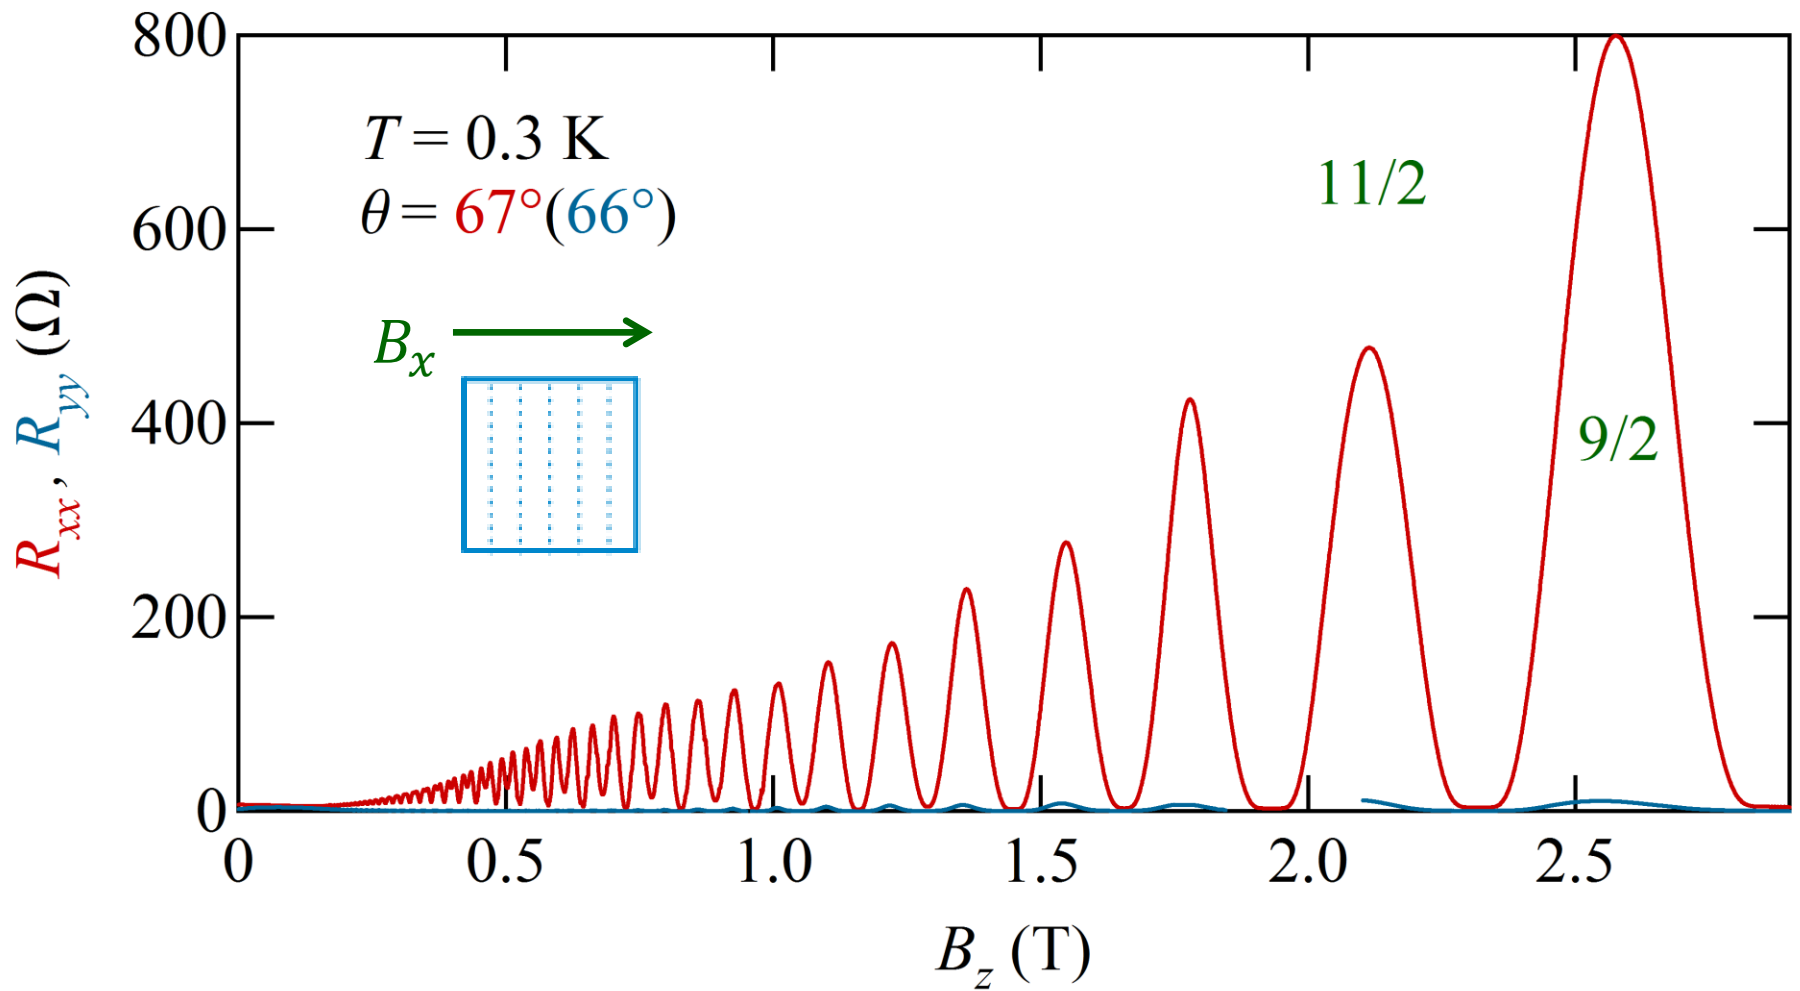 800
600
400
200
0
R_xx, R_yy (Ω)
T = 0.3 K
θ = 67°(66°)
B_x
11/2
9/2
0 0.5 1.0 1.5 2.0 2.5
B_z (T)